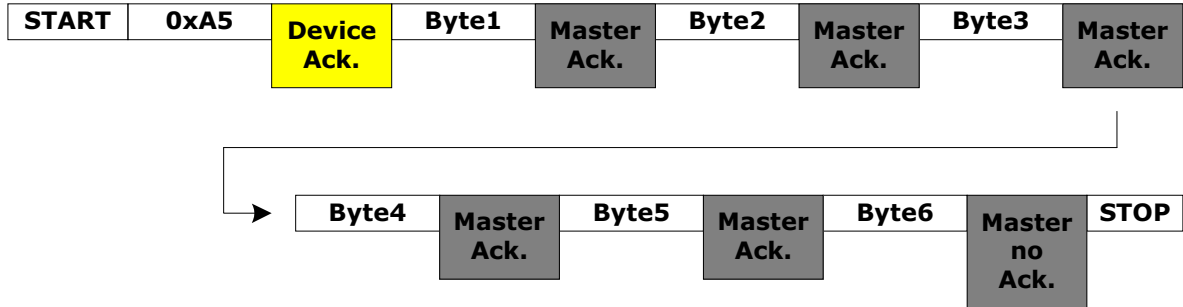 START 0xA5 Device Ack. Byte1 Master Ack. Byte2 Master Ack. Byte3 Master Ack.
Byte4 Master Ack. Byte5 Master Ack. Byte6 Master no Ack. STOP